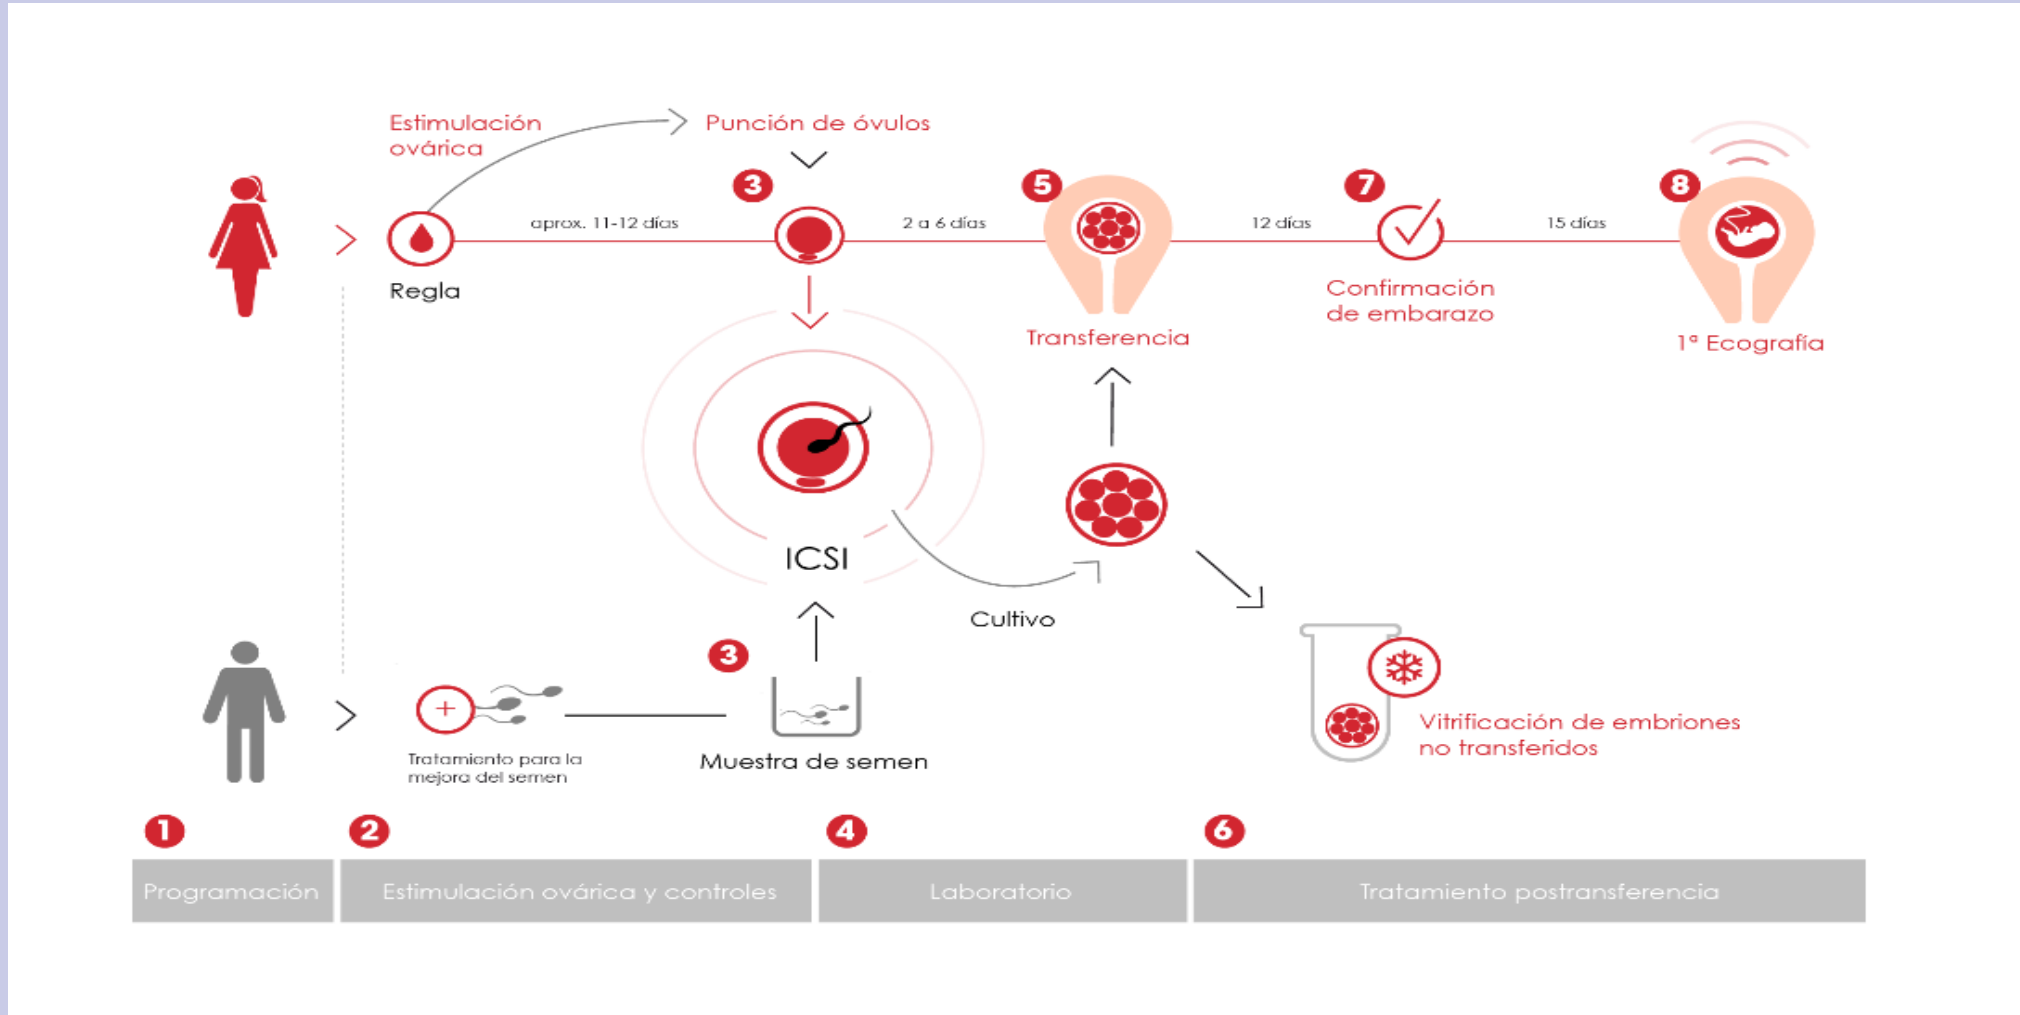 Estimulación
ovárica
Punción de óvulos
3
5
7
8
aprox. 11-12 días
2 a 6 días
12 días
15 días
Regla
Confirmación
de embarazo
Transferencia
1ª Ecografía
ICSI
Cultivo
3
Tratamiento para la
mejora del semen
Muestra de semen
Vitrificación de embriones
no transferidos
1
2
4
6
Programación
Estimulación ovárica y controles
Laboratorio
Tratamiento postransferencia